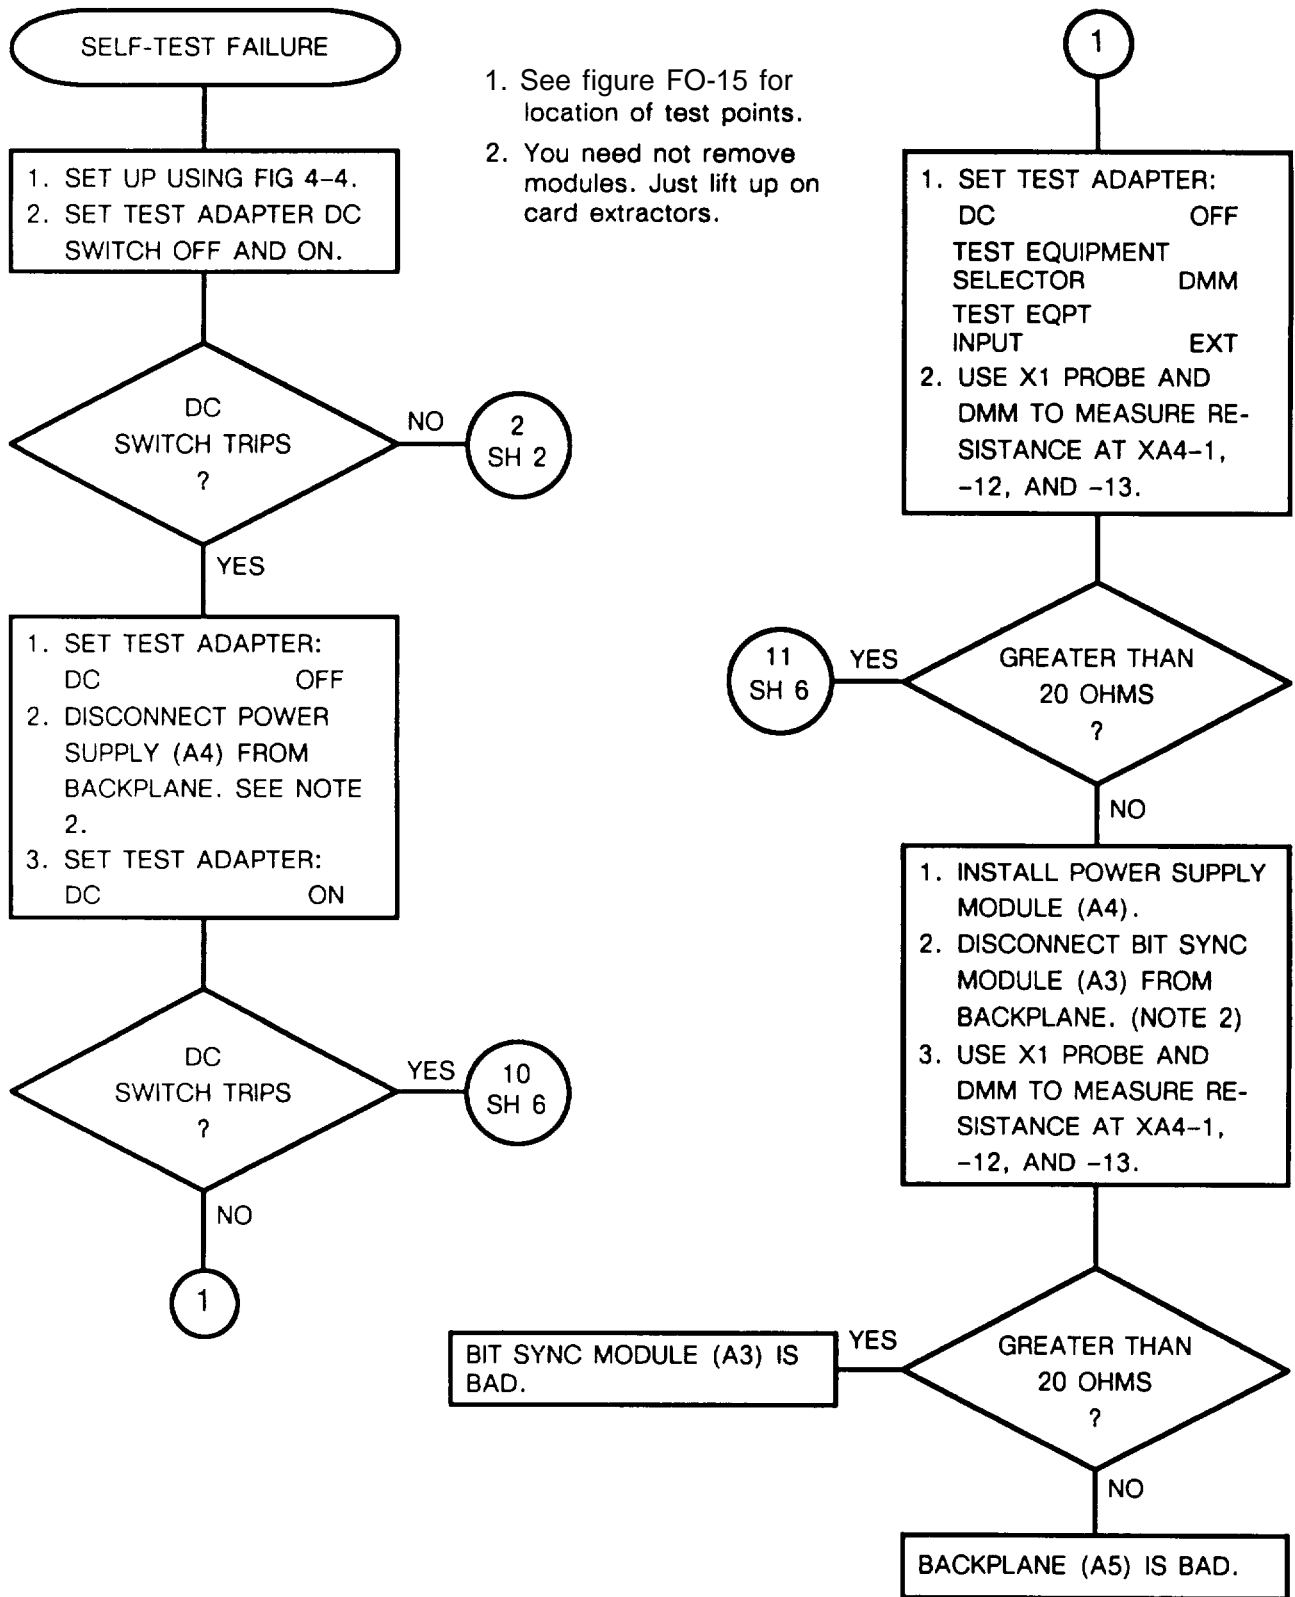 SELF-TEST FAILURE
1. See figure FO-15 for
location of test points.
2. You need not remove
modules. Just lift up on
card extractors.
1. SET UP USING FIG 4-4.
2. SET TEST ADAPTER DC
SWITCH OFF AND ON.
DC
SWITCH TRIPS
?
NO
2
SH 2
YES
1. SET TEST ADAPTER:
DC OFF
2. DISCONNECT POWER
SUPPLY (A4) FROM
BACKPLANE. SEE NOTE
2.
3. SET TEST ADAPTER:
DC ON
DC
SWITCH TRIPS
?
YES
10
SH 6
NO
1
1
1. SET TEST ADAPTER:
DC OFF
TEST EQUIPMENT
SELECTOR DMM
TEST EQPT
INPUT EXT
2. USE X1 PROBE AND
DMM TO MEASURE RE-
SISTANCE AT XA4-1,
-12, AND -13.
GREATER THAN
20 OHMS
?
YES
11
SH 6
NO
1. INSTALL POWER SUPPLY
MODULE (A4).
2. DISCONNECT BIT SYNC
MODULE (A3) FROM
BACKPLANE. (NOTE 2)
3. USE X1 PROBE AND
DMM TO MEASURE RE-
SISTANCE AT XA4-1,
-12, AND -13.
GREATER THAN
20 OHMS
?
YES
BIT SYNC MODULE (A3) IS
BAD.
NO
BACKPLANE (A5) IS BAD.